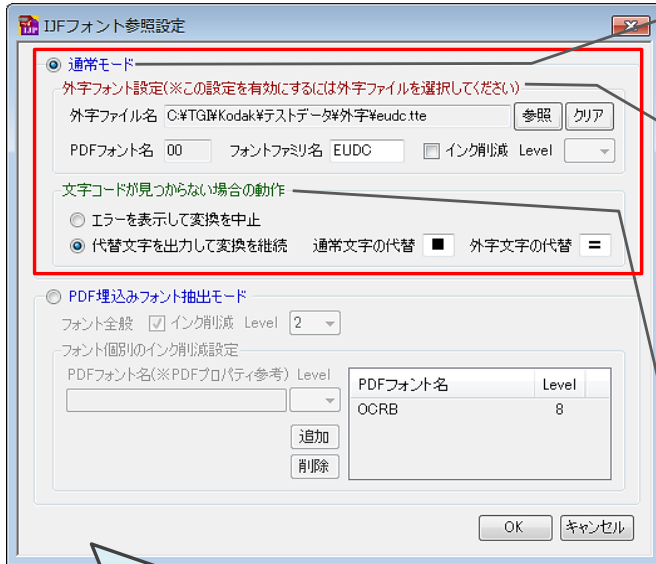 IJFフォント参照設定
通常モード
外字フォント設定(※この設定を有効にするには外字ファイルを選択してください)
外字ファイル名 C:¥TGI¥Kodak¥テストデータ¥外字¥eudc.tte 参照 クリア
PDFフォント名 00 フォントファミリ名 EUDC インク削減 Level
文字コードが見つからない場合の動作
エラーを表示して変換を中止
代替文字を出力して変換を継続 通常文字の代替 ■ 外字文字の代替 =
PDF埋込みフォント抽出モード
フォント全般 インク削減 Level 2
フォント個別のインク削減設定
PDFフォント名(※PDFプロパティ参考) Level
PDFフォント名 Level
OCRB 8
追加
削除
OK キャンセル